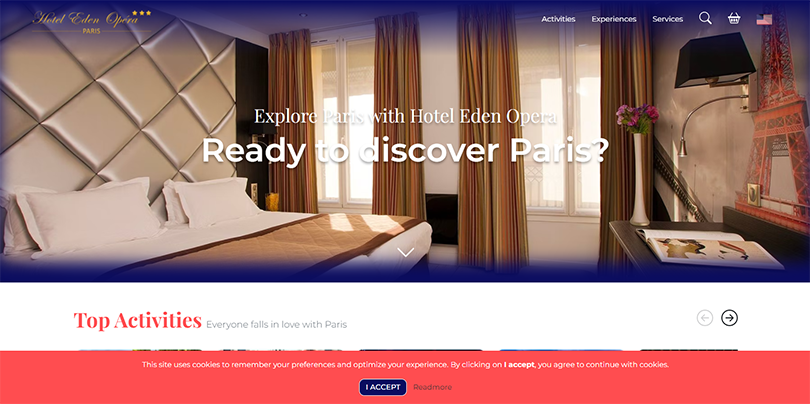 Hotel Eden Opéra
PARIS
Activities
Experiences
Services
Explore Paris with Hotel Eden Opera
Ready to discover Paris?
Top Activities Everyone falls in love with Paris
This site uses cookies to remember your preferences and optimize your experience. By clicking on I accept, you agree to continue with cookies.
I ACCEPT Readmore